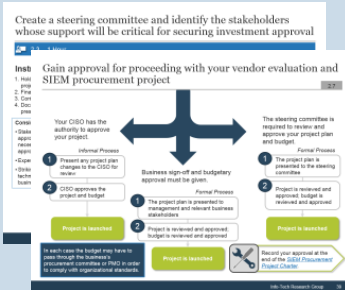 Create a steering committee and identify the stakeholders
whose support will be critical for securing investment approval
Gain approval for proceeding with your vendor evaluation and
SIEM procurement project
2.7
Your CISO has the
authority to approve
your project.
Informal Process
1 Present any project plan
changes to the CISO for
review
2 CISO approves the
project and budget
Project is launched
Business sign-off and budgetary
approval must be given.
Formal Process
1 The project plan is presented to
management and relevant business
stakeholders
2 Project is reviewed and approved;
budget is reviewed and approved
Project is launched
The steering committee is
required to review and
approve your project plan
and budget.
Formal Process
1 The project plan is
presented to the steering
committee
2 Project is reviewed and
approved; budget is
reviewed and approved
Project is launched
In each case the budget may have to
pass through the business's
procurement committee or PMO in order
to comply with organizational standards.
Record your approval at the
end of the SIEM Procurement
Project Charter
Info-Tech Research Group